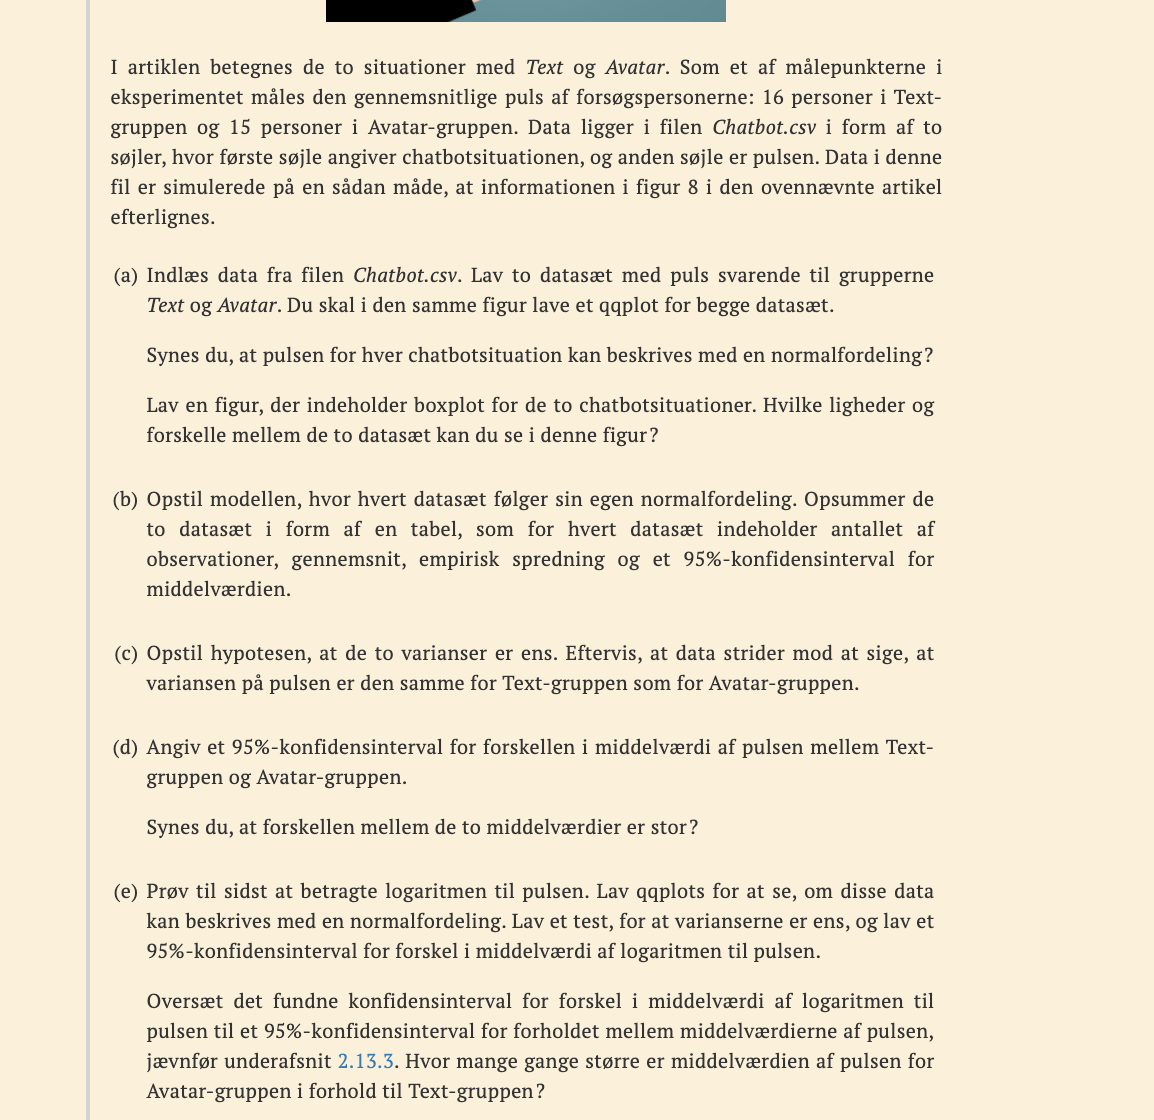 I artiklen betegnes de to situationer med Text og Avatar. Som et af målepunkterne i
eksperimentet måles den gennemsnitlige puls af forsøgspersonerne: 16 personer i Text-
gruppen og 15 personer i Avatar-gruppen. Data ligger i filen Chatbot.csv i form af to
søjler, hvor første søjle angiver chatbotsituationen, og anden søjle er pulsen. Data i denne
fil er simulerede på en sådan måde, at informationen i figur 8 i den ovennævnte artikel
efterlignes.
(a) Indlæs data fra filen Chatbot.csv. Lav to datasæt med puls svarende til grupperne
Text og Avatar. Du skal i den samme figur lave et qqplot for begge datasæt.
Synes du, at pulsen for hver chatbotsituation kan beskrives med en normalfordeling?
Lav en figur, der indeholder boxplot for de to chatbotsituationer. Hvilke ligheder og
forskelle mellem de to datasæt kan du se i denne figur?
(b) Opstil modellen, hvor hvert datasæt følger sin egen normalfordeling. Opsummer de
to datasæt i form af en tabel, som for hvert datasæt indeholder antallet af
observationer, gennemsnit, empirisk spredning og et 95%-konfidensinterval for
middelværdien.
(c) Opstil hypotesen, at de to varianser er ens. Eftervis, at data strider mod at sige, at
variansen på pulsen er den samme for Text-gruppen som for Avatar-gruppen.
(d) Angiv et 95%-konfidensinterval for forskellen i middelværdi af pulsen mellem Text-
gruppen og Avatar-gruppen.
Synes du, at forskellen mellem de to middelværdier er stor?
(e) Prøv til sidst at betragte logaritmen til pulsen. Lav qqplots for at se, om disse data
kan beskrives med en normalfordeling. Lav et test, for at varianserne er ens, og lav et
95%-konfidensinterval for forskel i middelværdi af logaritmen til pulsen.
Oversæt det fundne konfidensinterval for forskel i middelværdi af logaritmen til
pulsen til et 95%-konfidensinterval for forholdet mellem middelværdierne af pulsen,
jævnfør underafsnit 2.13.3. Hvor mange gange større er middelværdien af pulsen for
Avatar-gruppen i forhold til Text-gruppen?